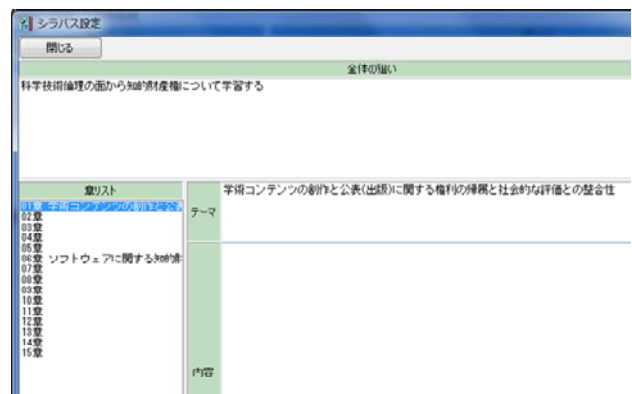 シラバス設定
閉じる
全体の狙い
科学技術倫理の面から知的財産権について学習する
章リスト
01章 学術コンテンツの創作と公表
02章
03章
04章
05章
06章 ソフトウェアに関する知的財
07章
08章
09章
10章
11章
12章
13章
14章
15章
テーマ
学術コンテンツの創作と公表(出版)に関する権利の帰属と社会的な評価との整合性
内容